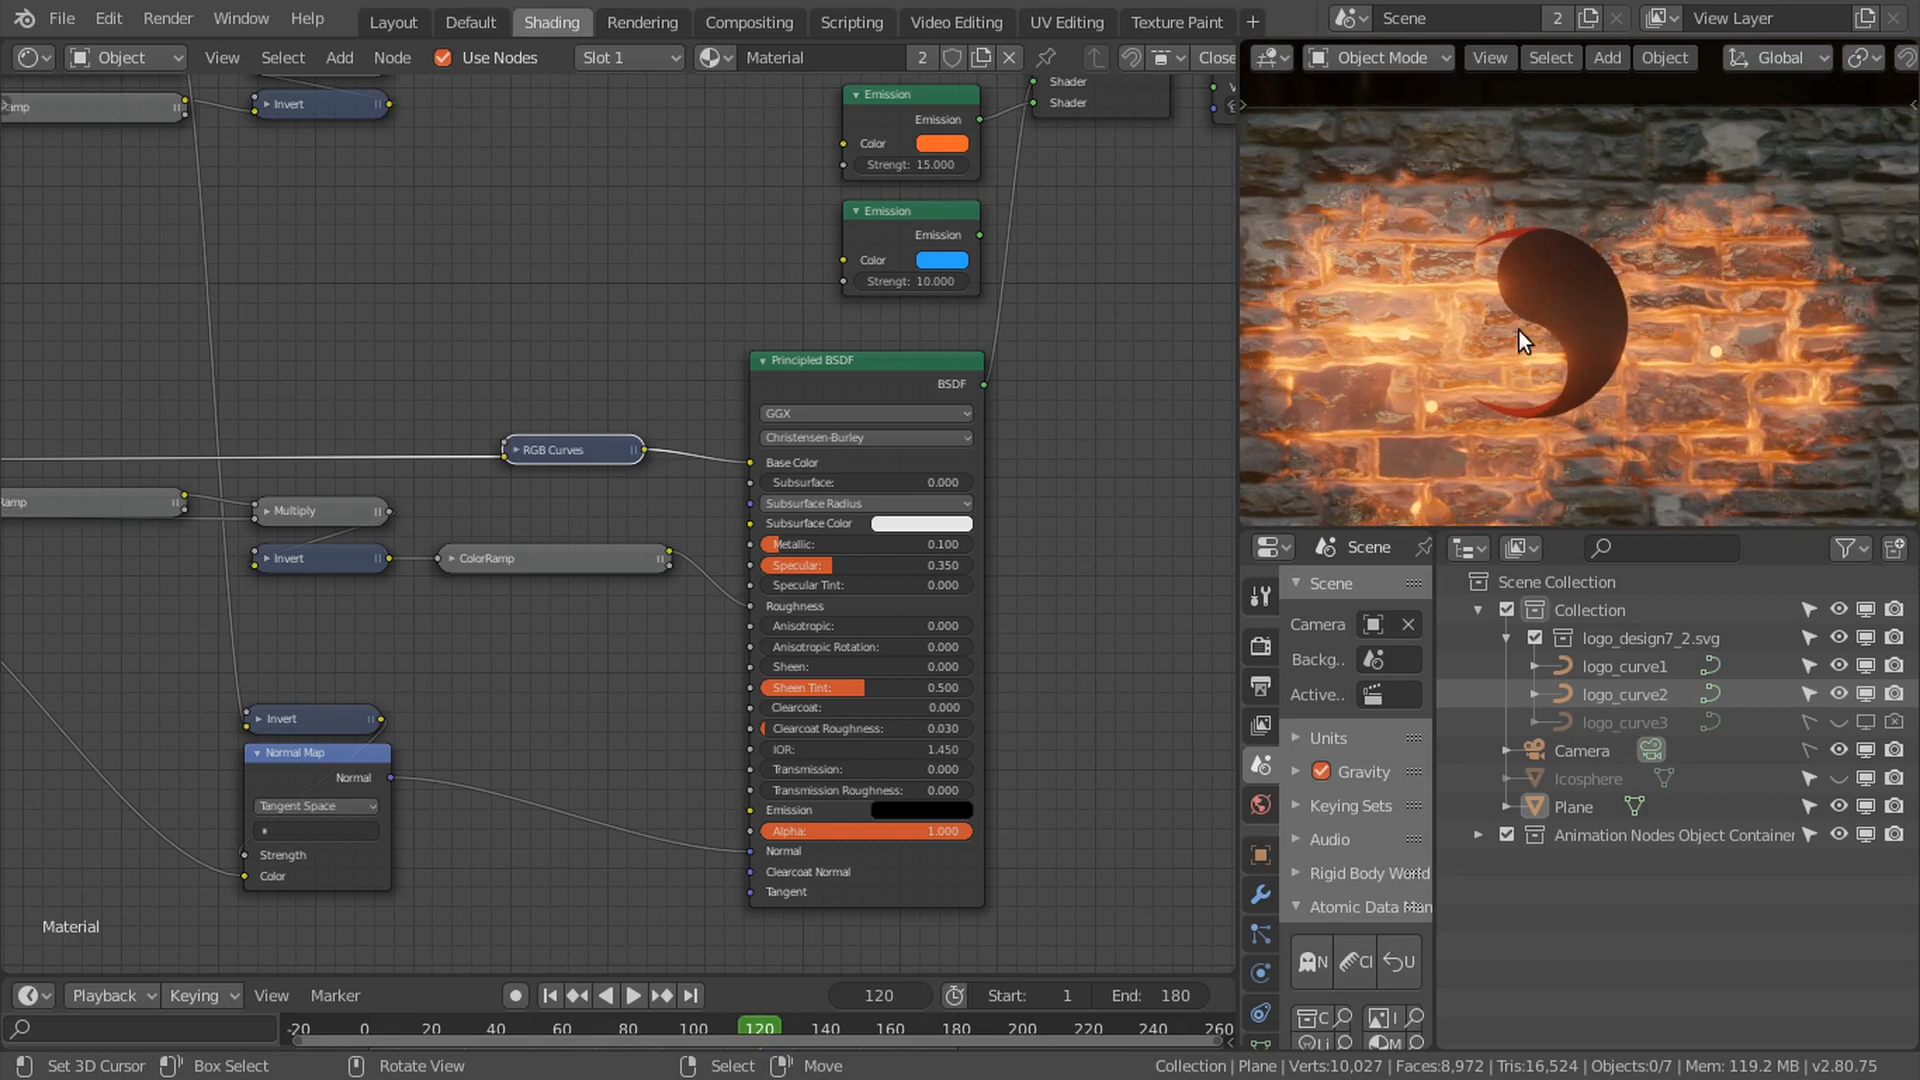 File Edit Render Window Help Layout Default Shading Rendering Compositing Scripting Video Editing UV Editing Texture Paint + Scene 2 View Layer
Object View Select Add Node Use Nodes Slot 1 Material 2 Close Object Mode View Select Add Object Global
Shader
Shader
Invert
Emission
Emission
Color
Strengt: 15.000
Emission
Emission
Color
Strengt: 10.000
Principled BSDF
BSDF
GGX
Christensen-Burley
RGB Curves
Base Color
Subsurface: 0.000
Subsurface Radius
Subsurface Color
Metallic: 0.100
Specular: 0.350
Specular Tint: 0.000
Roughness
Anisotropic: 0.000
Anisotropic Rotation: 0.000
Sheen: 0.000
Sheen Tint: 0.500
Clearcoat: 0.000
Clearcoat Roughness: 0.030
IOR: 1.450
Transmission: 0.000
Transmission Roughness: 0.000
Emission
Alpha: 1.000
Normal
Clearcoat Normal
Tangent
Multiply
Invert
ColorRamp
Invert
Normal Map
Normal
Tangent Space
Strength
Color
Material
Scene
Scene
Camera
Backg..
Active..
Units
Gravity
Keying Sets
Audio
Rigid Body World
Atomic Data Man
N CI U
Scene Collection
Collection
logo_design7_2.svg
logo_curve1
logo_curve2
logo_curve3
Camera
Icosphere
Plane
Animation Nodes Object Container
Playback Keying View Marker 120 Start: 1 End: 180
-20 0 20 40 60 80 100 120 140 160 180 200 220 240 260
Set 3D Cursor Box Select Rotate View Select Move Collection | Plane | Verts:10,027 | Faces:8,972 | Tris:16,524 | Objects:0/7 | Mem: 119.2 MB | v2.80.75